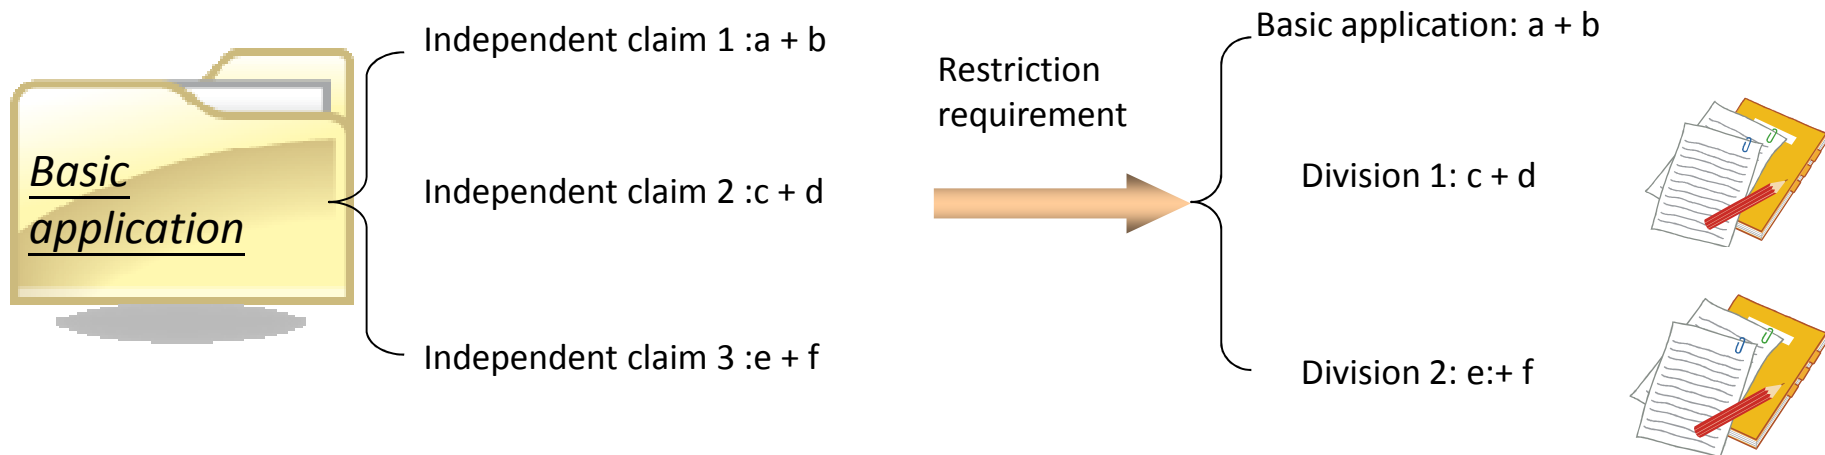 Basic
application
Independent claim 1 :a + b
Independent claim 2 :c + d
Independent claim 3 :e + f
Restriction
requirement
Basic application: a + b
Division 1: c + d
Division 2: e:+ f